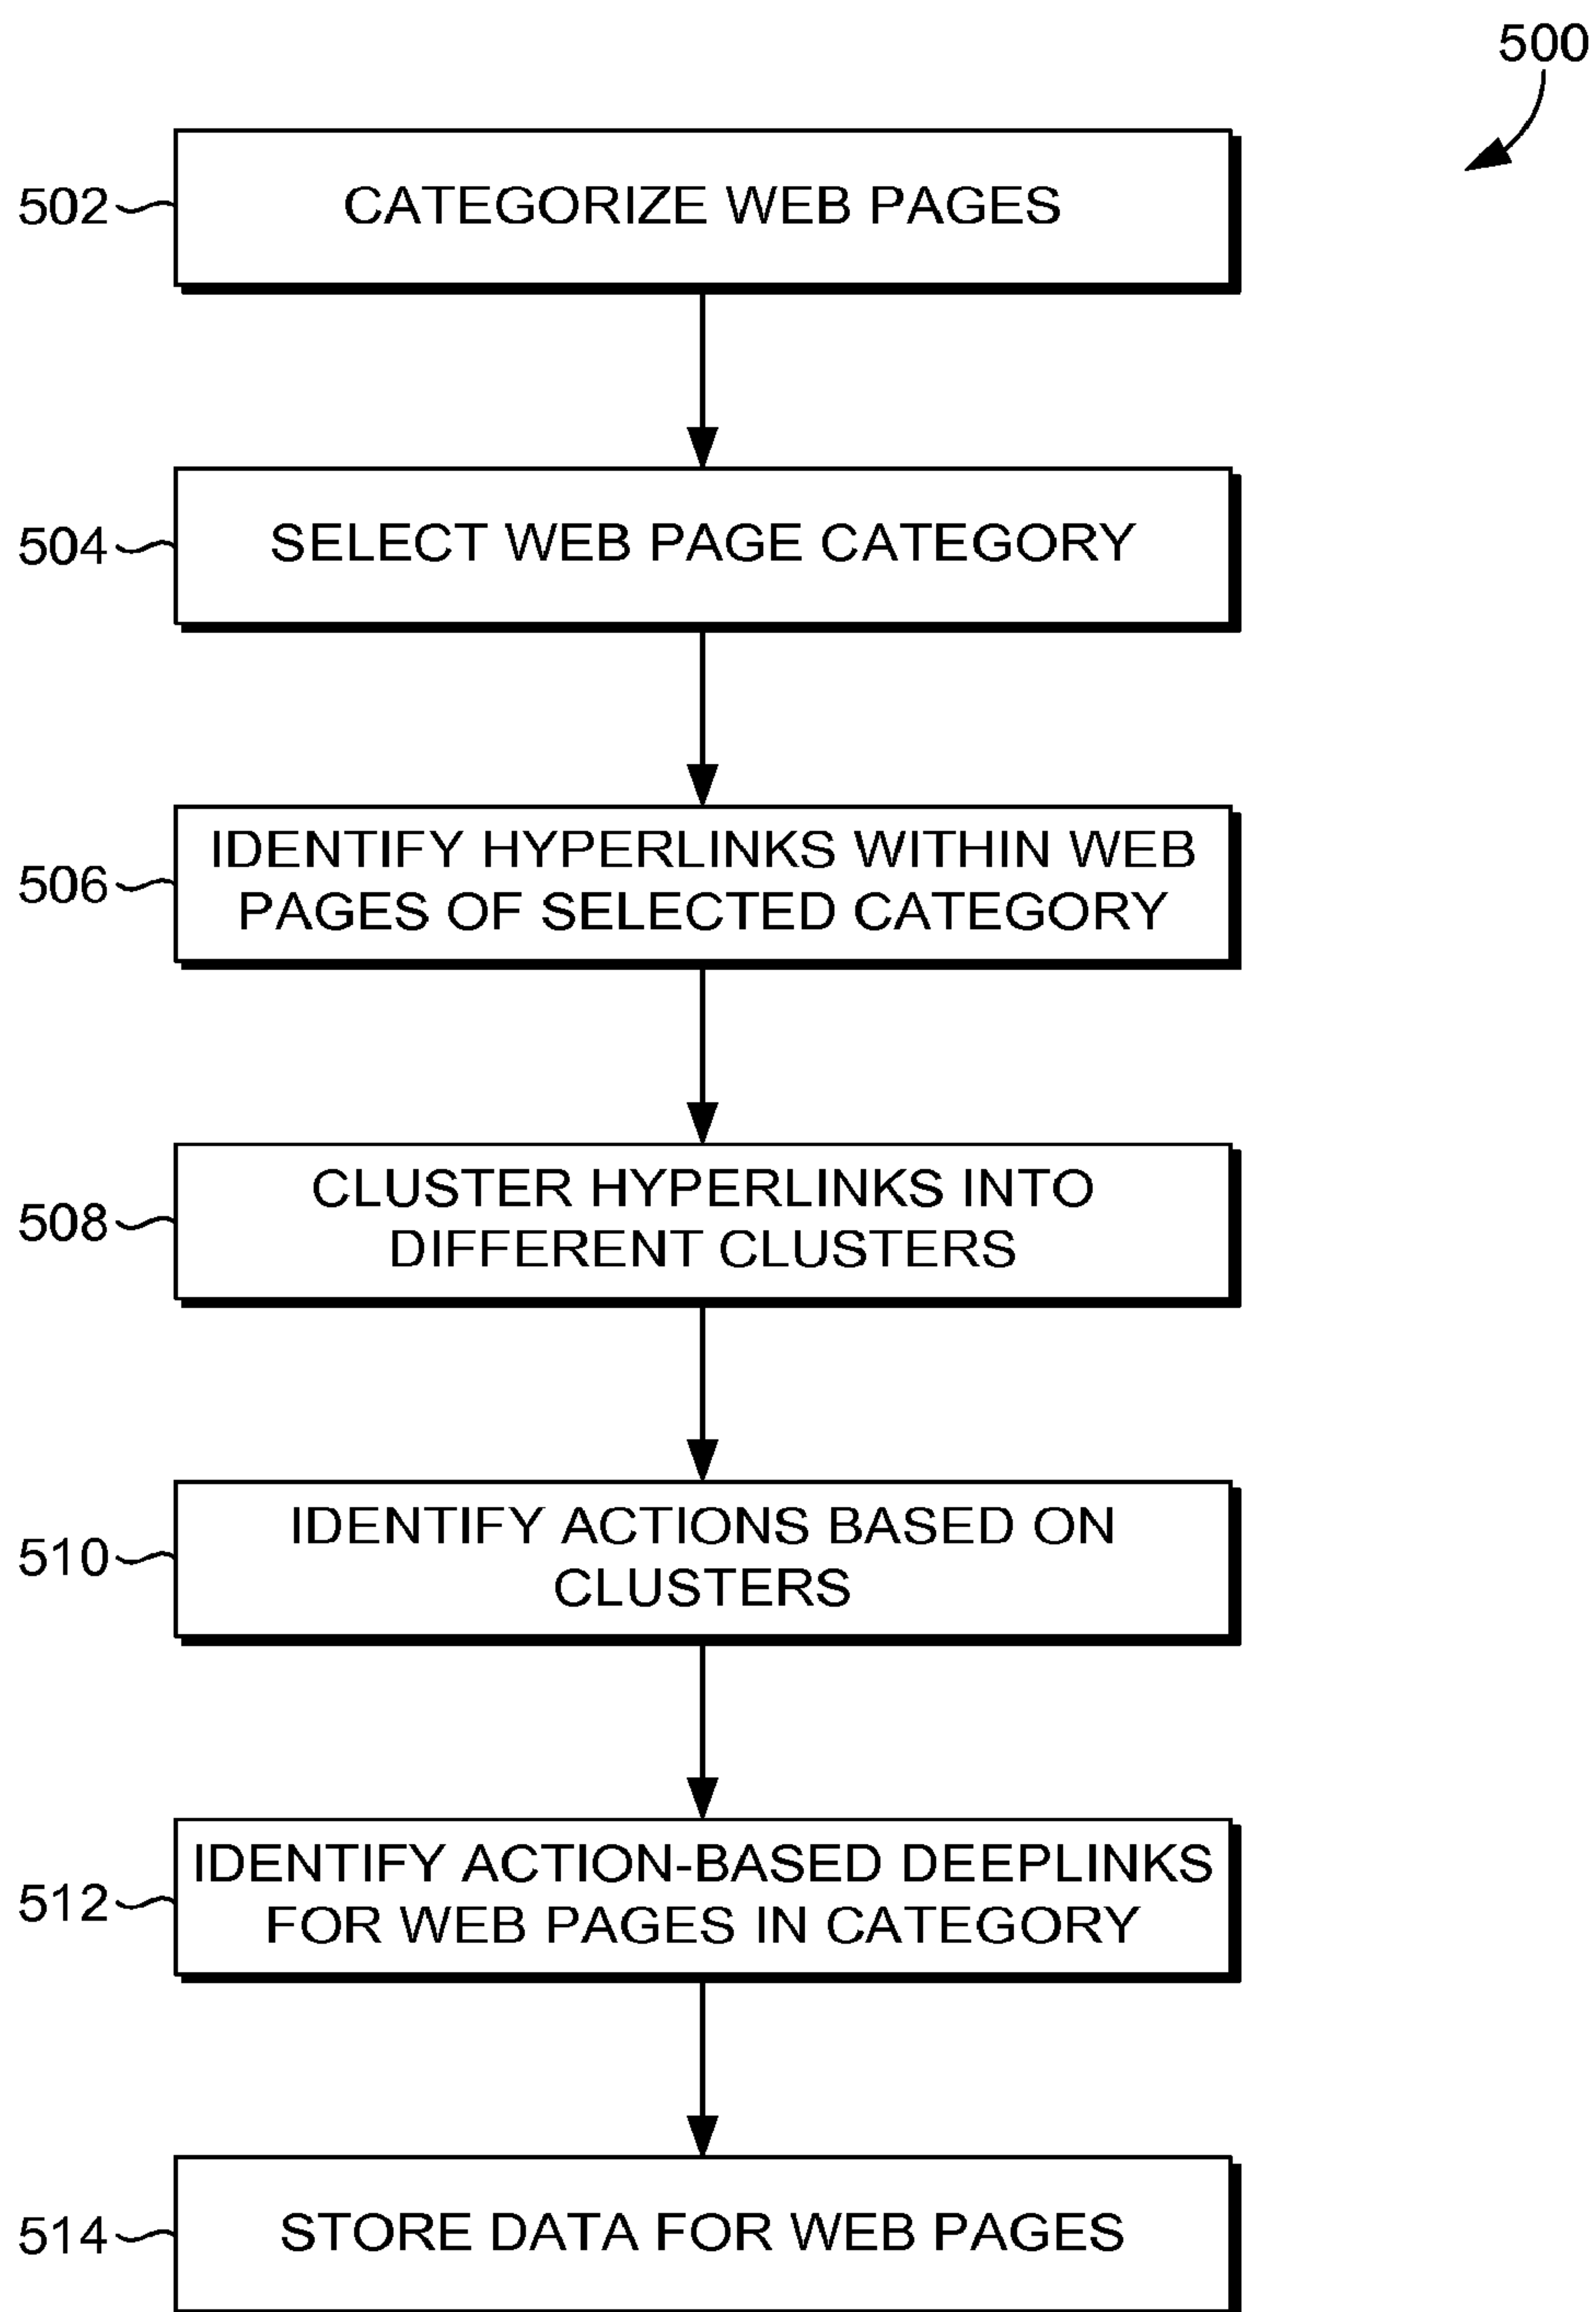 500
502
CATEGORIZE WEB PAGES
504
SELECT WEB PAGE CATEGORY
506
IDENTIFY HYPERLINKS WITHIN WEB
PAGES OF SELECTED CATEGORY
508
CLUSTER HYPERLINKS INTO
DIFFERENT CLUSTERS
510
IDENTIFY ACTIONS BASED ON
CLUSTERS
512
IDENTIFY ACTION-BASED DEEPLINKS
FOR WEB PAGES IN CATEGORY
514
STORE DATA FOR WEB PAGES